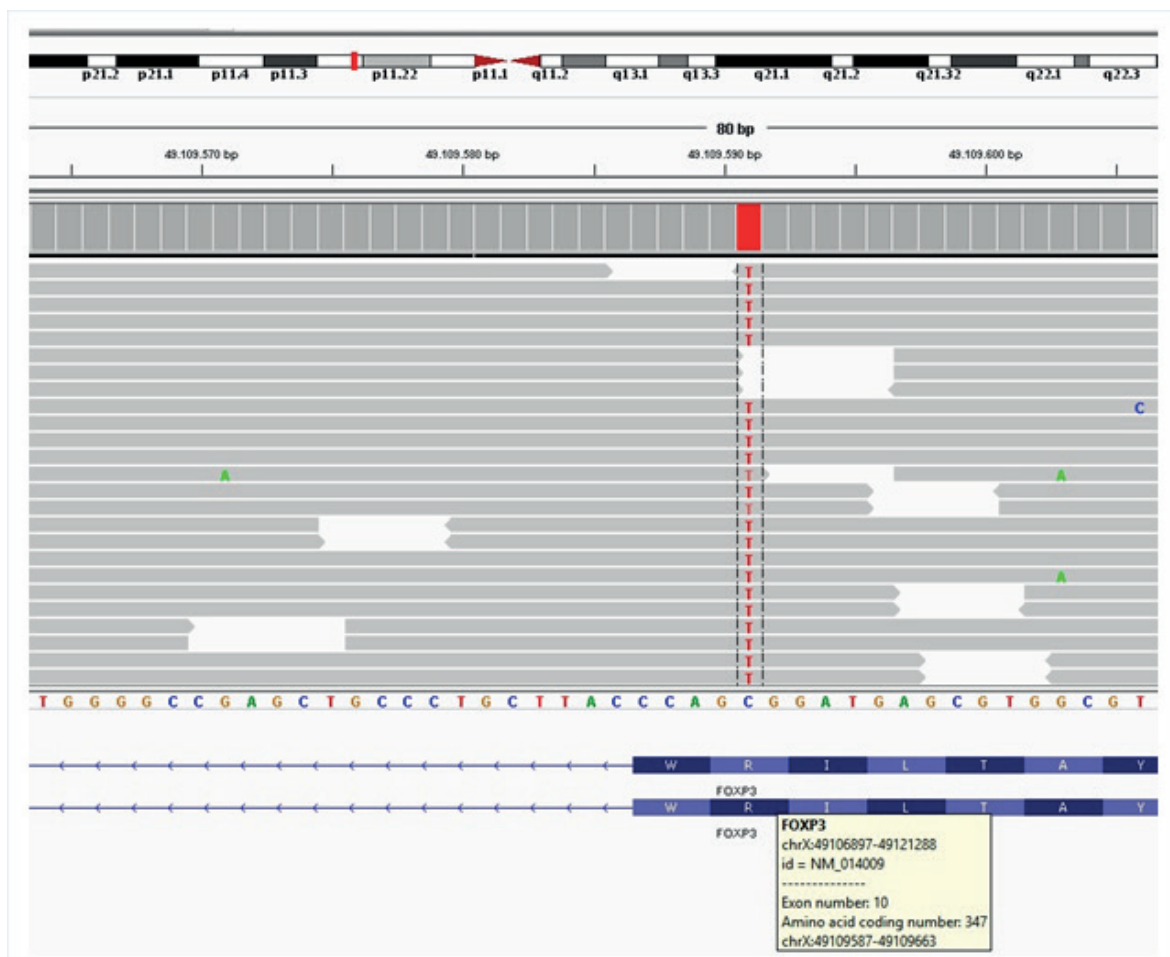 p21.2 p21.1 p11.4 p11.3 p11.22 p11.1 q11.2 q13.1 q13.3 q21.1 q21.2 q21.32 q22.1 q22.3
80 bp
49.109.570 bp 49.109.580 bp 49.109.590 bp 49.109.600 bp
T
T
T
T
T
T C
T
T
T
A T A
T
T
T
T
T
T A
T
T
T
T
T
T
T G G G G C C G A G C T G C C C T G C T T A C C C A G C G G A T G A G C G T G G C G T
W R I L T A Y
FOXP3
W R I L T A Y
FOXP3
FOXP3
chrX:49106897-49121288
id = NM_014009
--------------
Exon number: 10
Amino acid coding number: 347
chrX:49109587-49109663